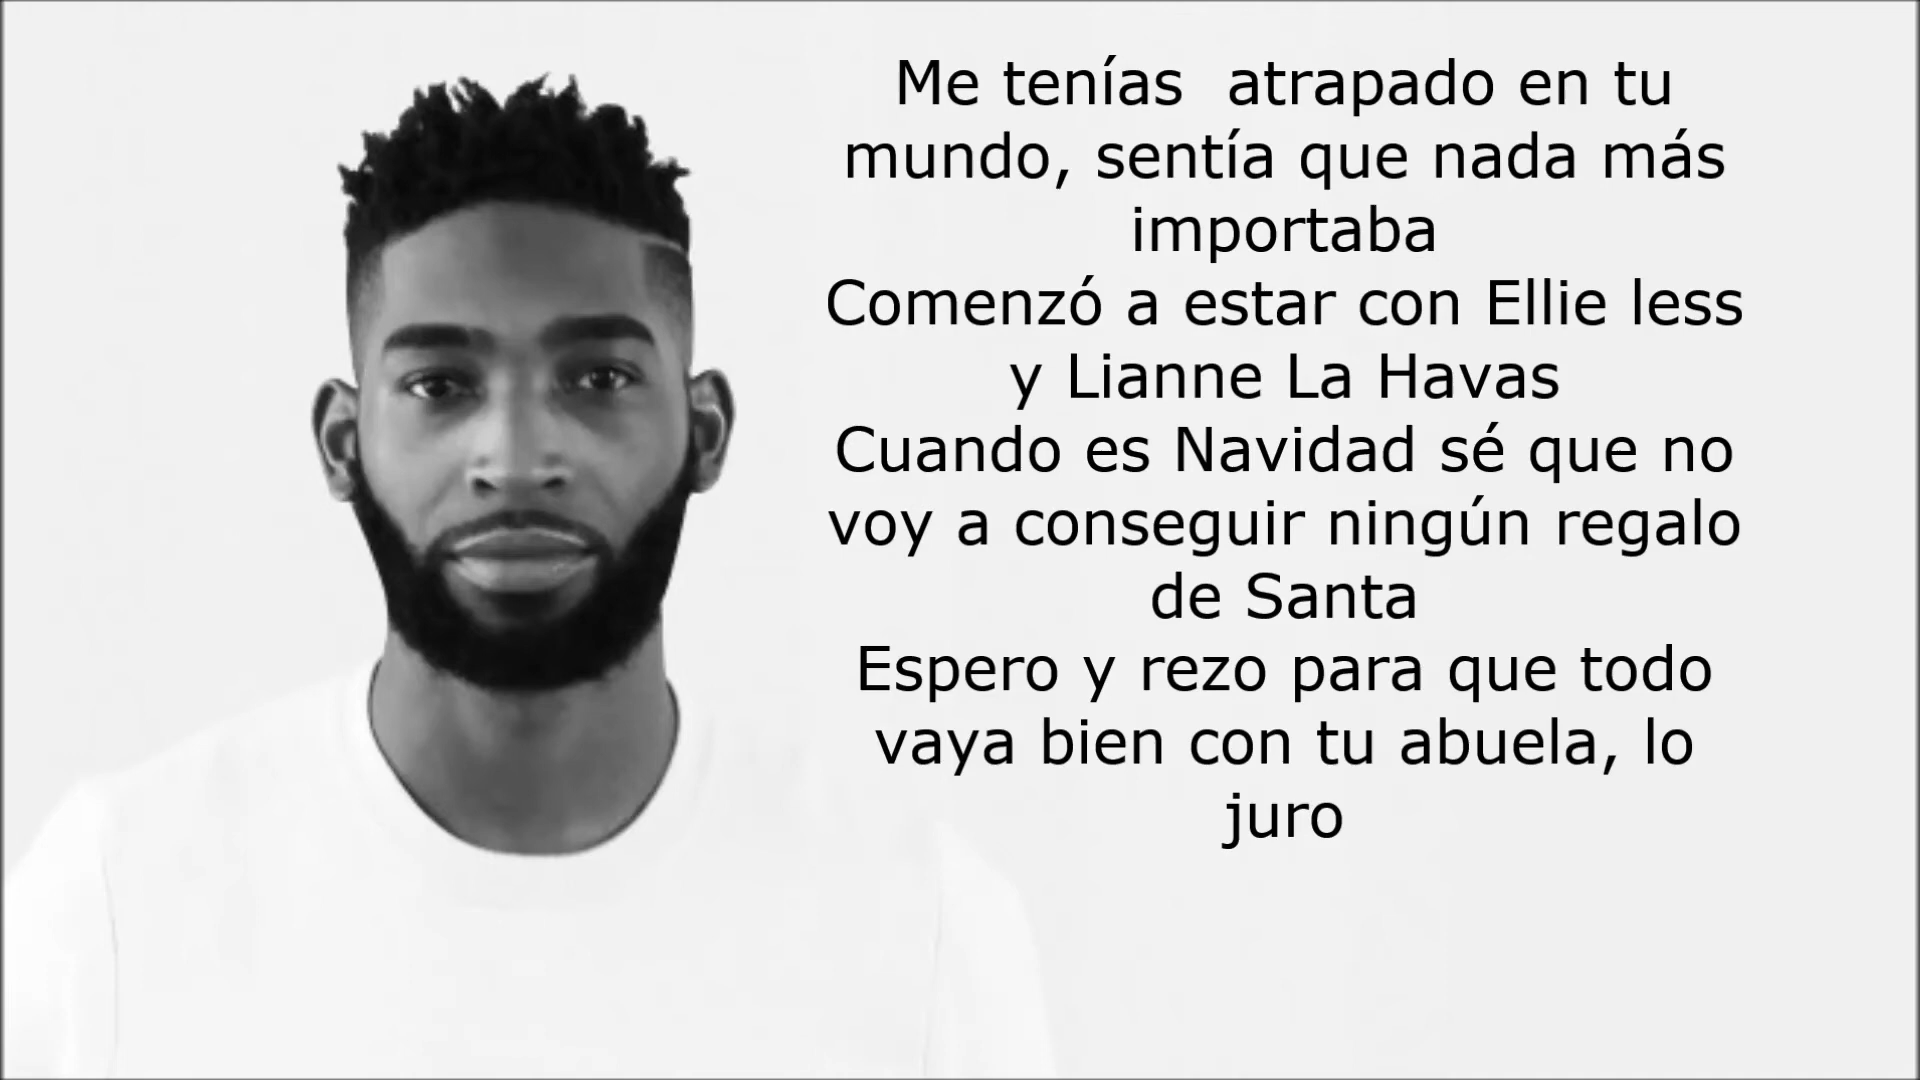 Me tenías  atrapado en tu
mundo, sentía que nada más
importaba
Comenzó a estar con Ellie less
y Lianne La Havas
Cuando es Navidad sé que no
voy a conseguir ningún regalo
de Santa
Espero y rezo para que todo
vaya bien con tu abuela, lo
juro